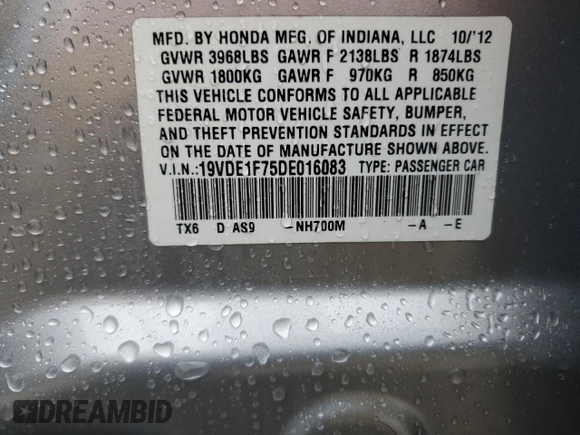 MFD. BY HONDA MFG. OF INDIANA, LLC 10/'12
GVWR 3968LBS GAWR F 2138LBS R 1874LBS
GVWR 1800KG GAWR F 970KG R 850KG
THIS VEHICLE CONFORMS TO ALL APPLICABLE
FEDERAL MOTOR VEHICLE SAFETY, BUMPER,
AND THEFT PREVENTION STANDARDS IN EFFECT
ON THE DATE OF MANUFACTURE SHOWN ABOVE.
V.I.N.:19VDE1F75DE016083 TYPE: PASSENGER CAR
TX6 D AS9 -NH700M -A -E
DREAMBID